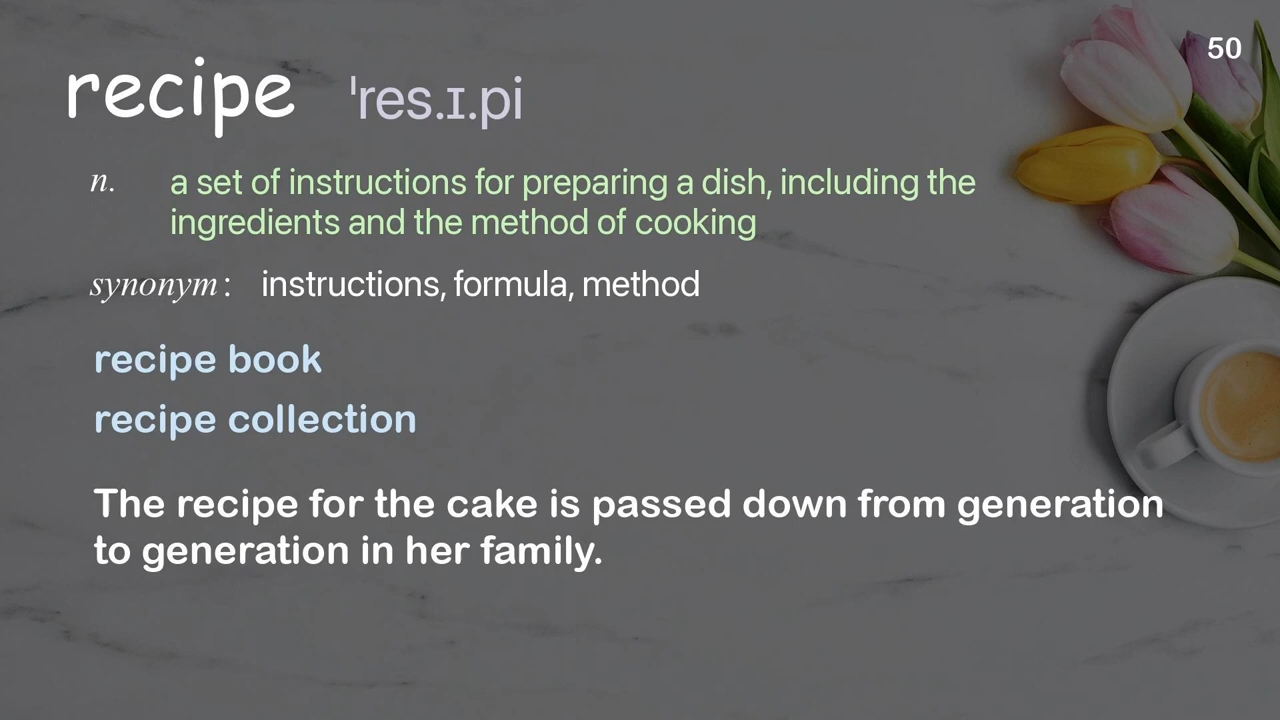 50
recipe ˈres.ɪ.pi
n. a set of instructions for preparing a dish, including the
ingredients and the method of cooking
synonym: instructions, formula, method
recipe book
recipe collection
The recipe for the cake is passed down from generation
to generation in her family.